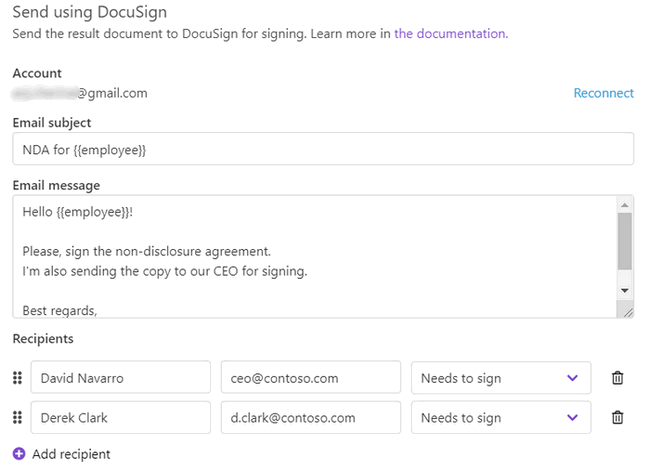 Send using DocuSign
Send the result document to DocuSign for signing. Learn more in the documentation.
Account
@gmail.com
Reconnect
Email subject
NDA for {{employee}}
Email message
Hello {{employee}}!
Please, sign the non-disclosure agreement.
I'm also sending the copy to our CEO for signing.
Best regards,
Recipients
David Navarro ceo@contoso.com Needs to sign
Derek Clark d.clark@contoso.com Needs to sign
Add recipient